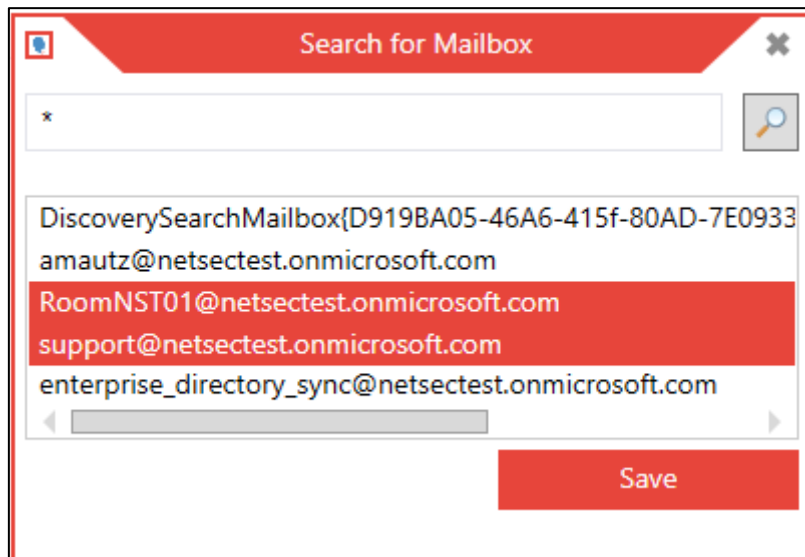 Search for Mailbox
*
DiscoverySearchMailbox{D919BA05-46A6-415f-80AD-7E0933
amautz@netsectest.onmicrosoft.com
RoomNST01@netsectest.onmicrosoft.com
support@netsectest.onmicrosoft.com
enterprise_directory_sync@netsectest.onmicrosoft.com
Save